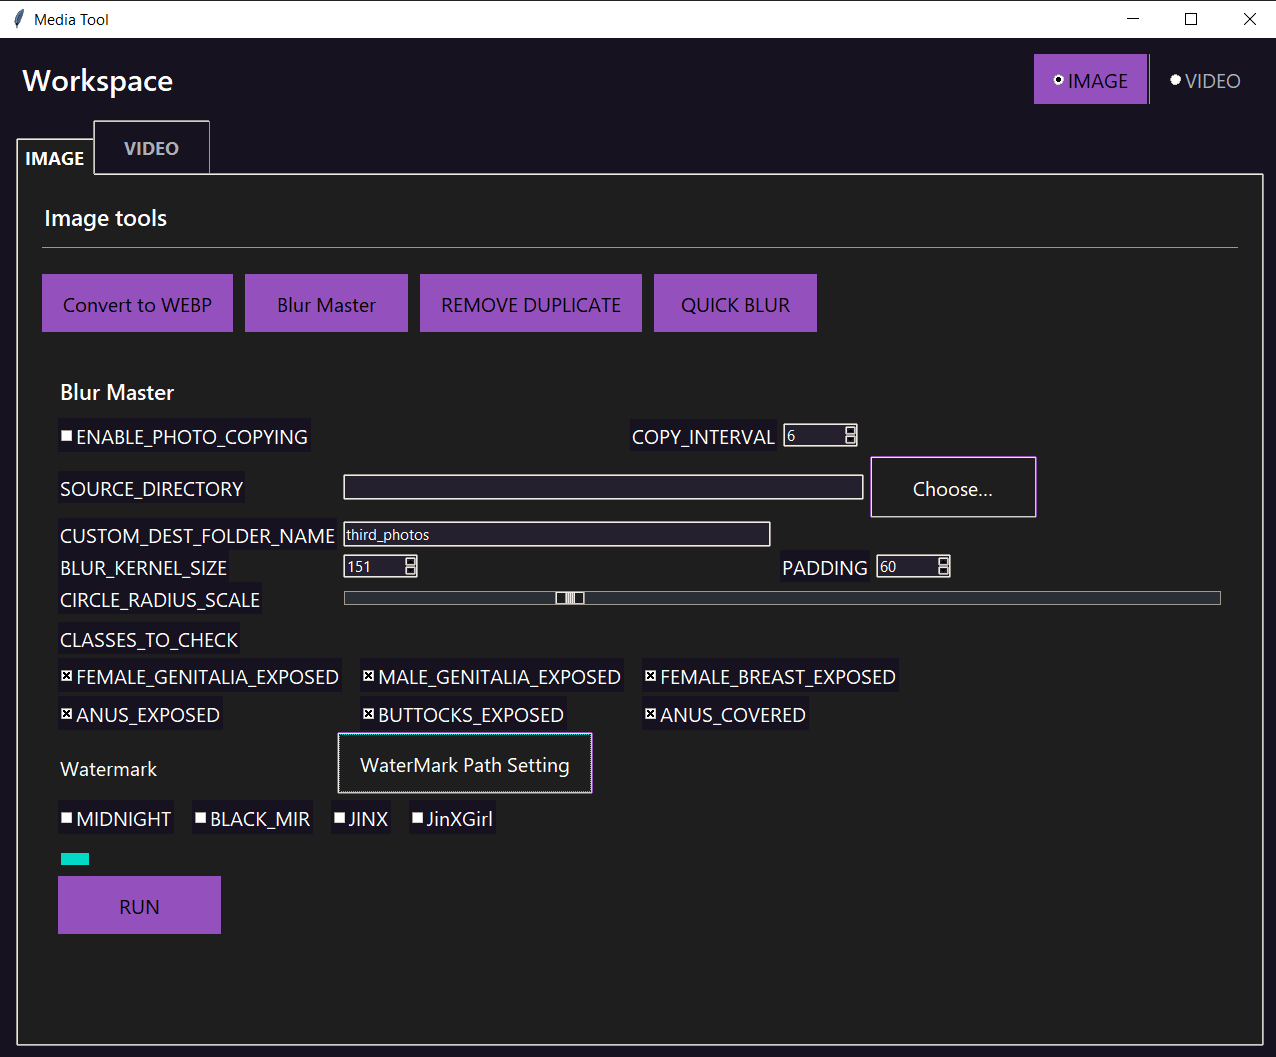 Media Tool
Workspace
IMAGE VIDEO
IMAGE VIDEO
Image tools
Convert to WEBP Blur Master REMOVE DUPLICATE QUICK BLUR
Blur Master
ENABLE_PHOTO_COPYING COPY_INTERVAL 6
SOURCE_DIRECTORY Choose...
CUSTOM_DEST_FOLDER_NAME third_photos
BLUR_KERNEL_SIZE 151 PADDING 60
CIRCLE_RADIUS_SCALE
CLASSES_TO_CHECK
FEMALE_GENITALIA_EXPOSED MALE_GENITALIA_EXPOSED FEMALE_BREAST_EXPOSED
ANUS_EXPOSED BUTTOCKS_EXPOSED ANUS_COVERED
Watermark WaterMark Path Setting
MIDNIGHT BLACK_MIR JINX JinXGirl
RUN